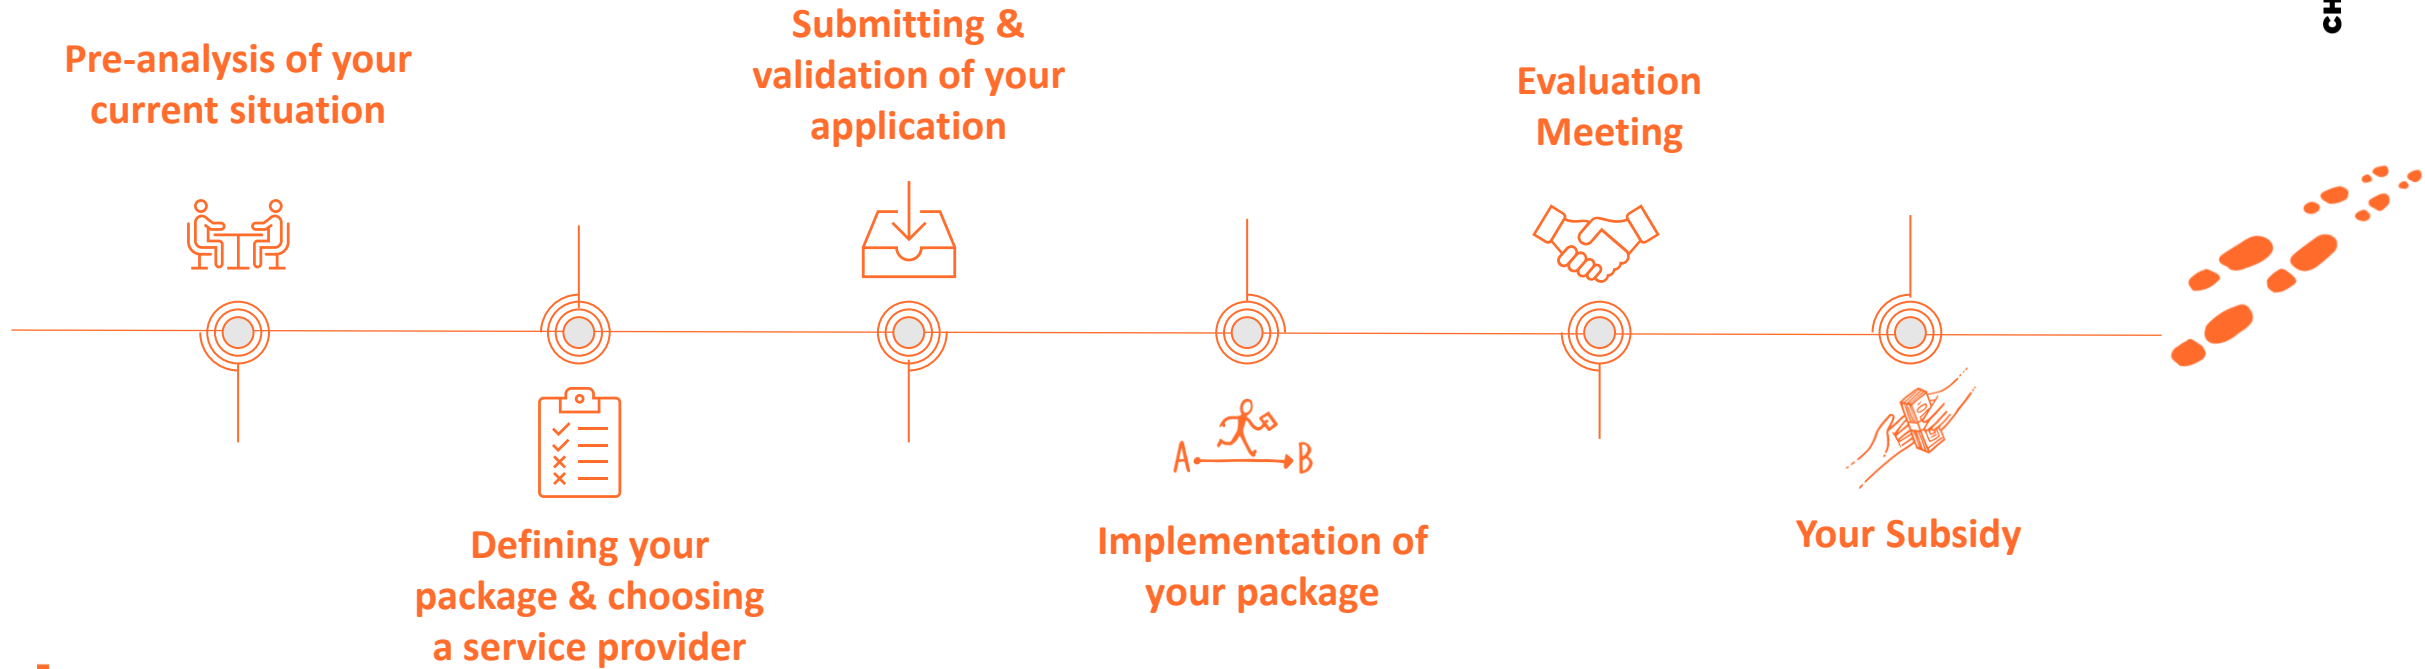 Pre-analysis of your
current situation
Defining your
package & choosing
a service provider
Submitting &
validation of your
application
A
B
Implementation of
your package
Evaluation
Meeting
Your Subsidy
CH